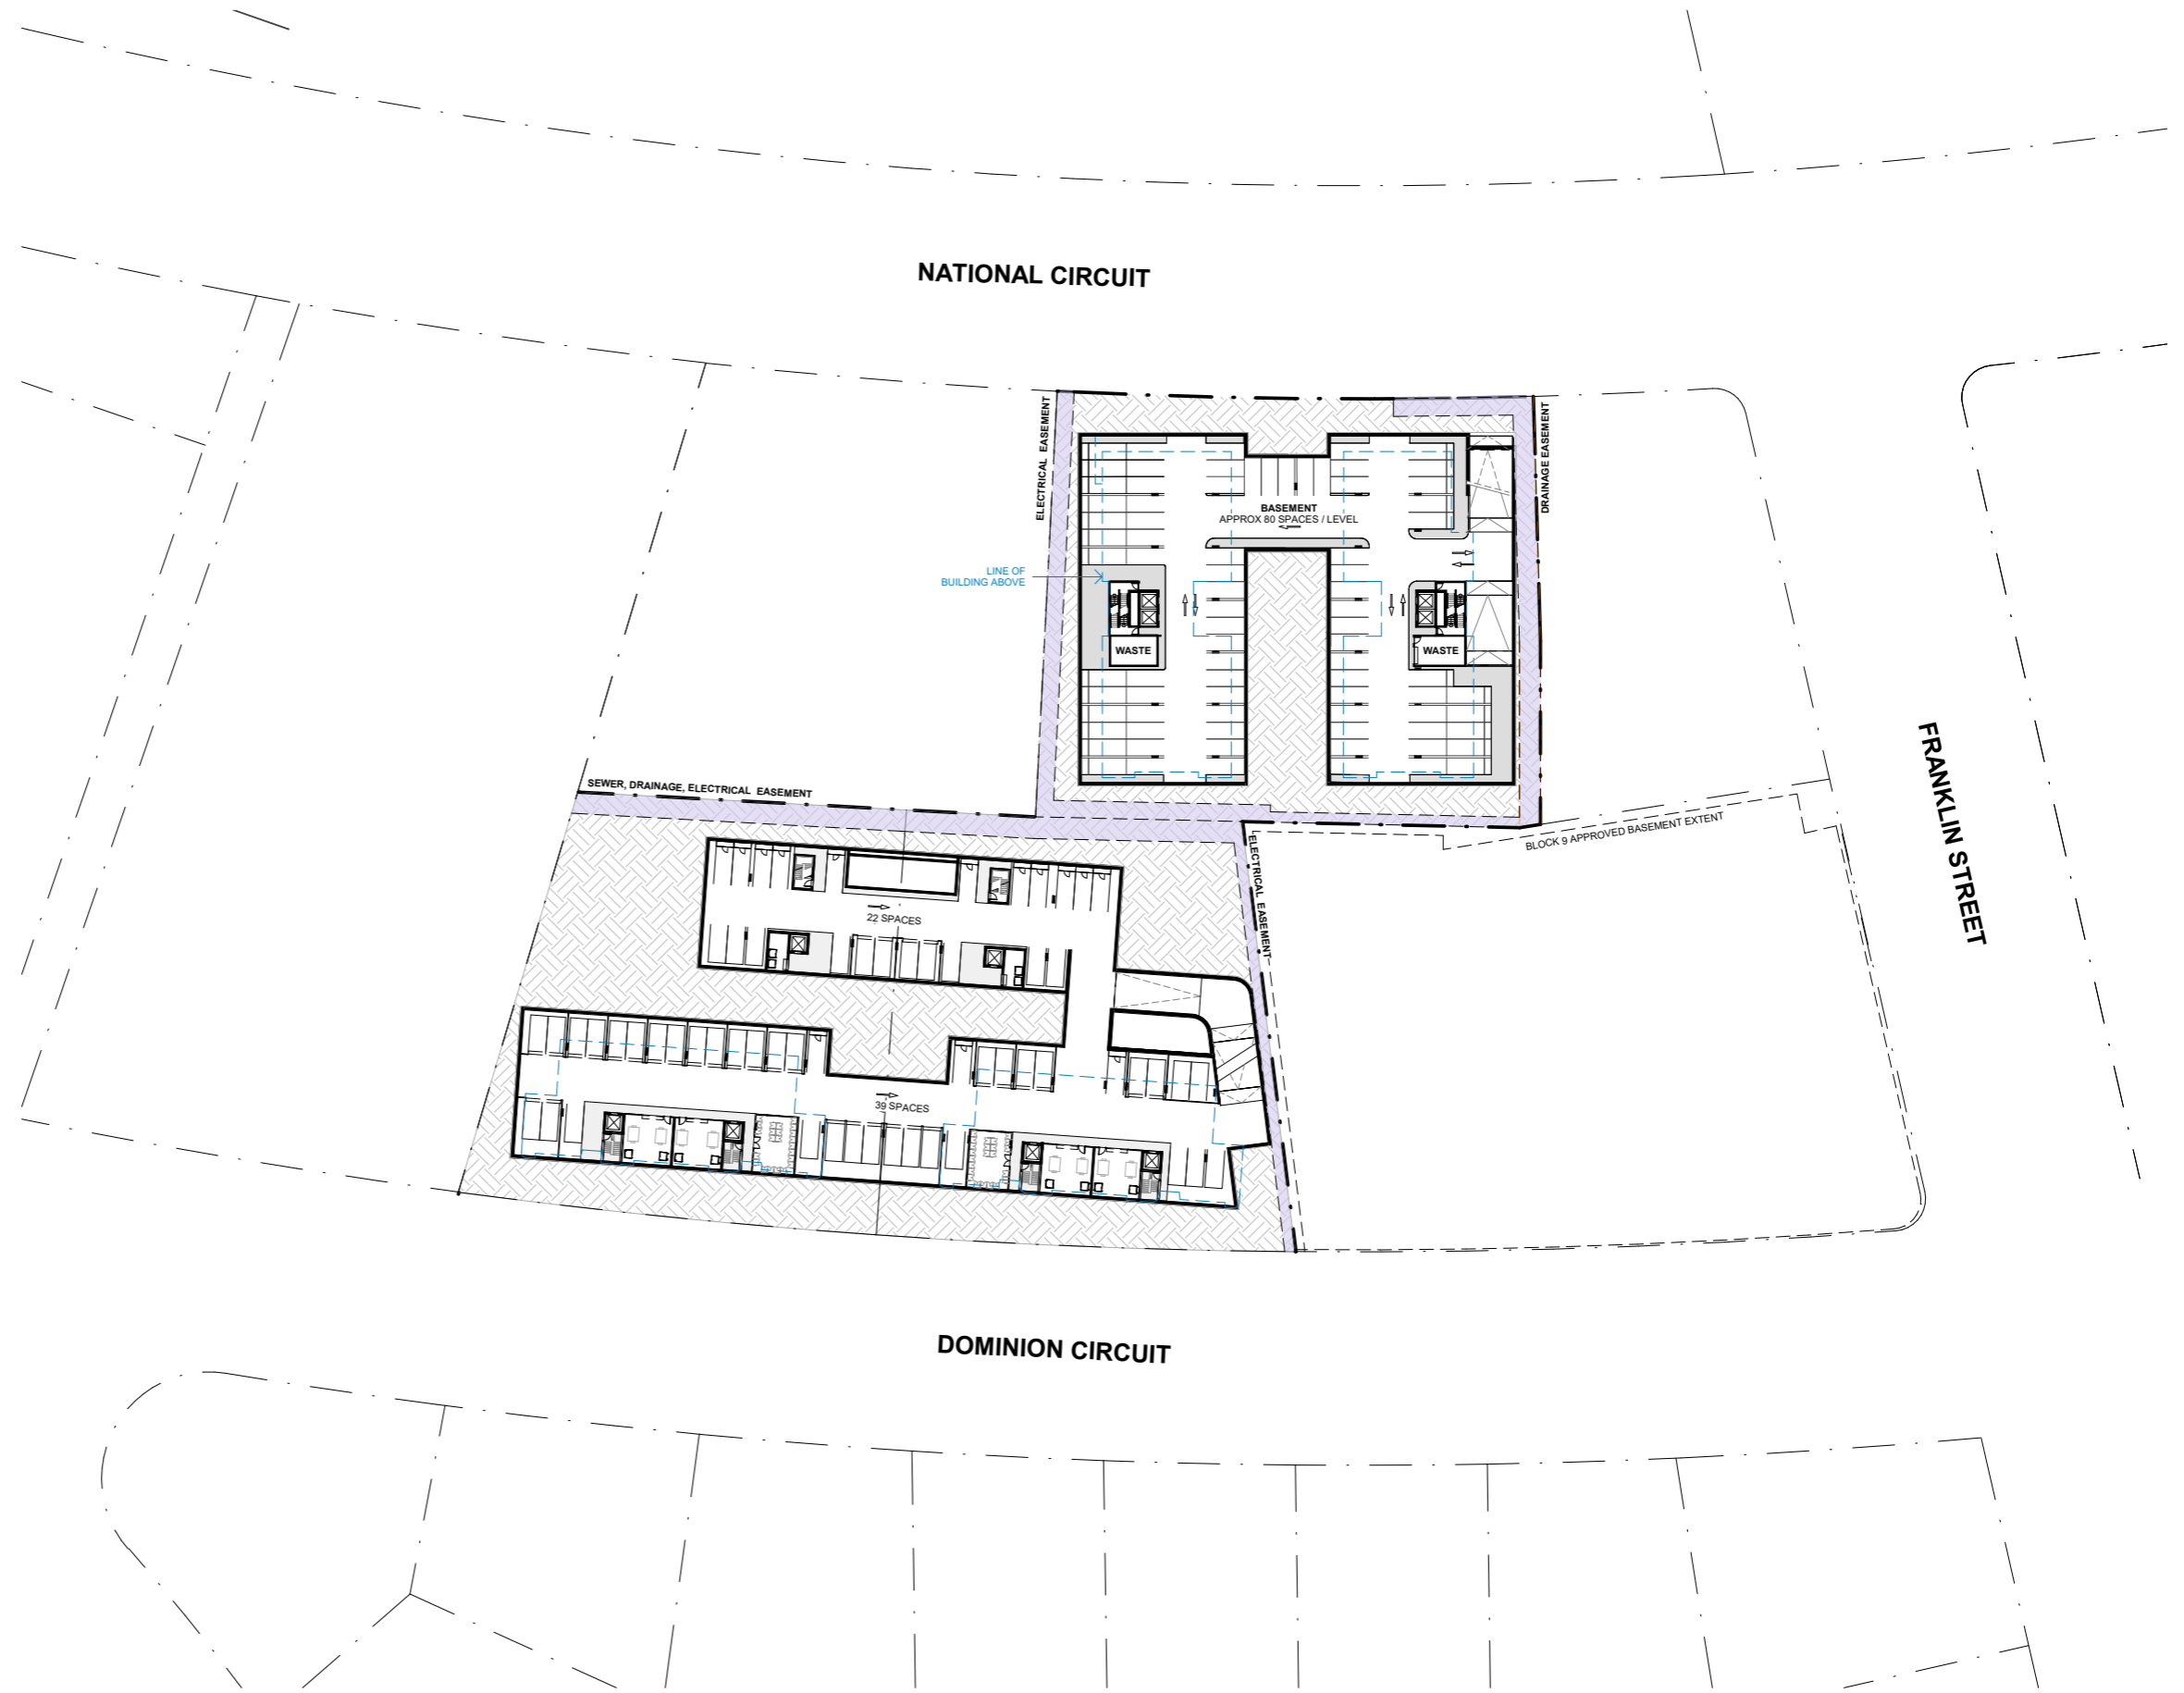 NATIONAL CIRCUIT
ELECTRICAL EASEMENT
DRAINAGE EASEMENT
BASEMENT
APPROX 80 SPACES / LEVEL
LINE OF
BUILDING ABOVE
WASTE
WASTE
FRANKLIN STREET
SEWER, DRAINAGE, ELECTRICAL EASEMENT
BLOCK 9 APPROVED BASEMENT EXTENT
ELECTRICAL EASEMENT
22 SPACES
39 SPACES
DOMINION CIRCUIT